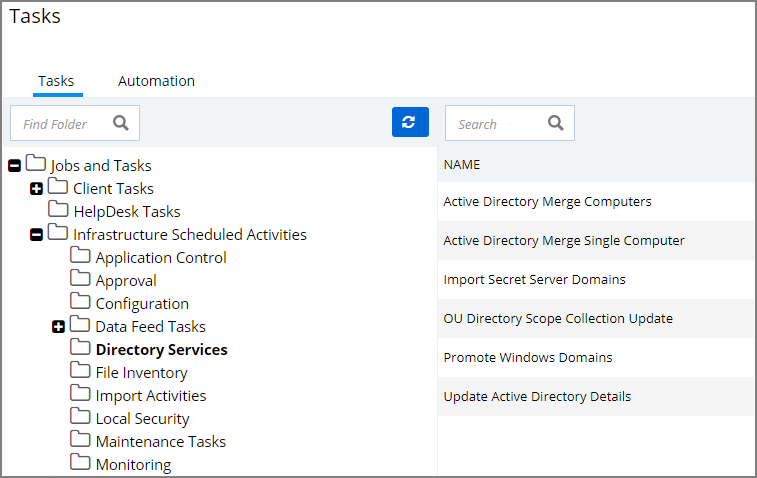 Tasks
Tasks
Automation
Find Folder
Search
Jobs and Tasks
Client Tasks
HelpDesk Tasks
Infrastructure Scheduled Activities
Application Control
Approval
Configuration
Data Feed Tasks
Directory Services
File Inventory
Import Activities
Local Security
Maintenance Tasks
Monitoring
NAME
Active Directory Merge Computers
Active Directory Merge Single Computer
Import Secret Server Domains
OU Directory Scope Collection Update
Promote Windows Domains
Update Active Directory Details